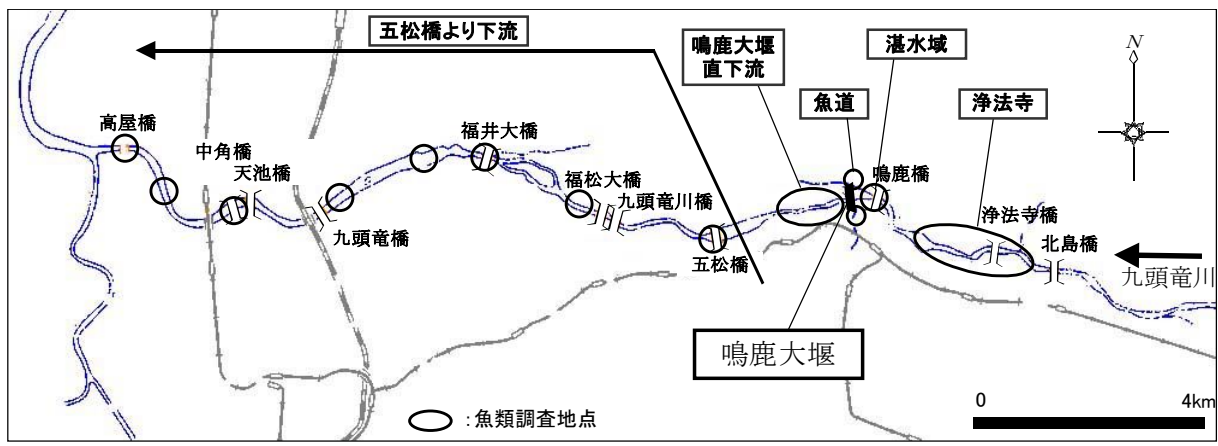 五松橋より下流
鳴鹿大堰
直下流
湛水域
魚道
浄法寺
N
高屋橋
中角橋
天池橋
福井大橋
福松大橋
九頭竜川橋
九頭竜橋
五松橋
鳴鹿橋
浄法寺橋
北島橋
九頭竜川
鳴鹿大堰
:魚類調査地点
0 4km